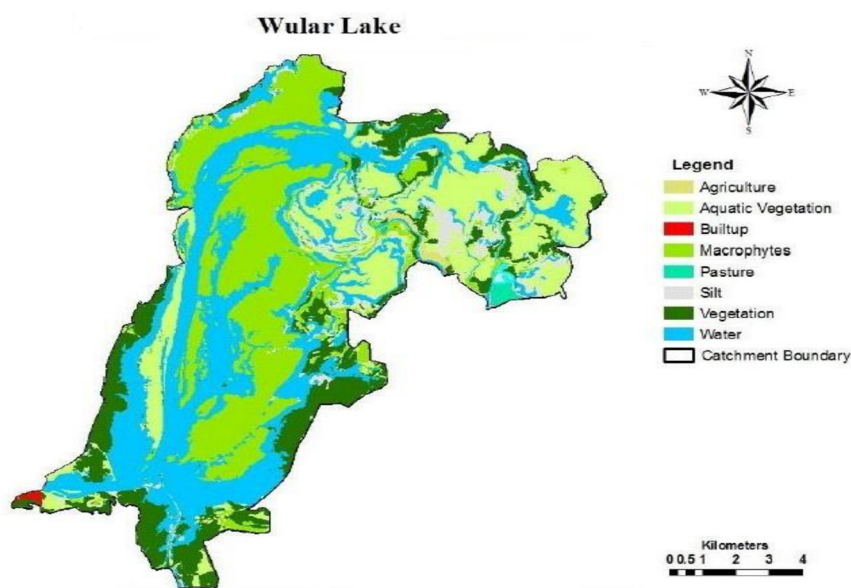 Wular Lake
N
W E
S
Legend
Agriculture
Aquatic Vegetation
Builtup
Macrophytes
Pasture
Silt
Vegetation
Water
Catchment Boundary
Kilometers
0 0.5 1 2 3 4